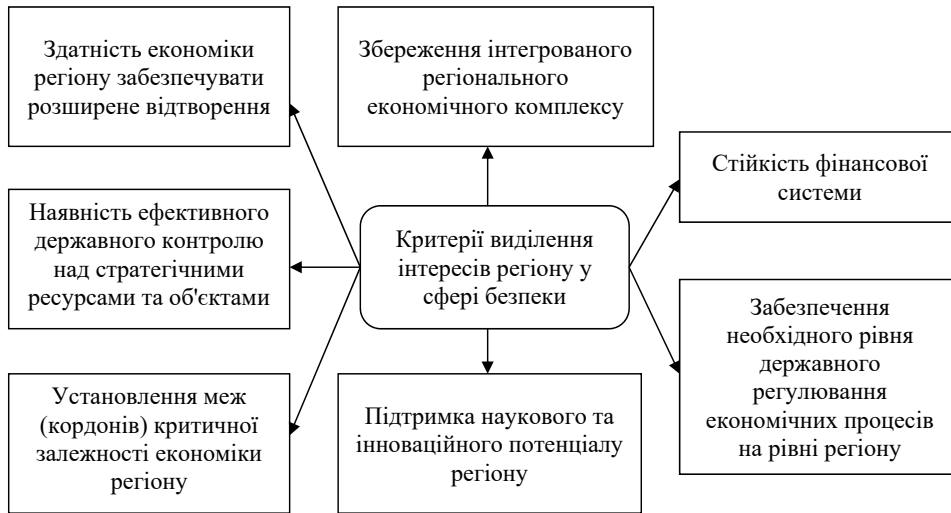 Здатність економіки
регіону забезпечувати
розширене відтворення
Збереження інтегрованого
регіонального
економічного комплексу
Стійкість фінансової
системи
Наявність ефективного
державного контролю
над стратегічними
ресурсами та об'єктами
Критерії виділення
інтересів регіону у
сфері безпеки
Забезпечення
необхідного рівня
державного
регулювання
економічних процесів
на рівні регіону
Установлення меж
(кордонів) критичної
залежності економіки
регіону
Підтримка наукового та
інноваційного потенціалу
регіону